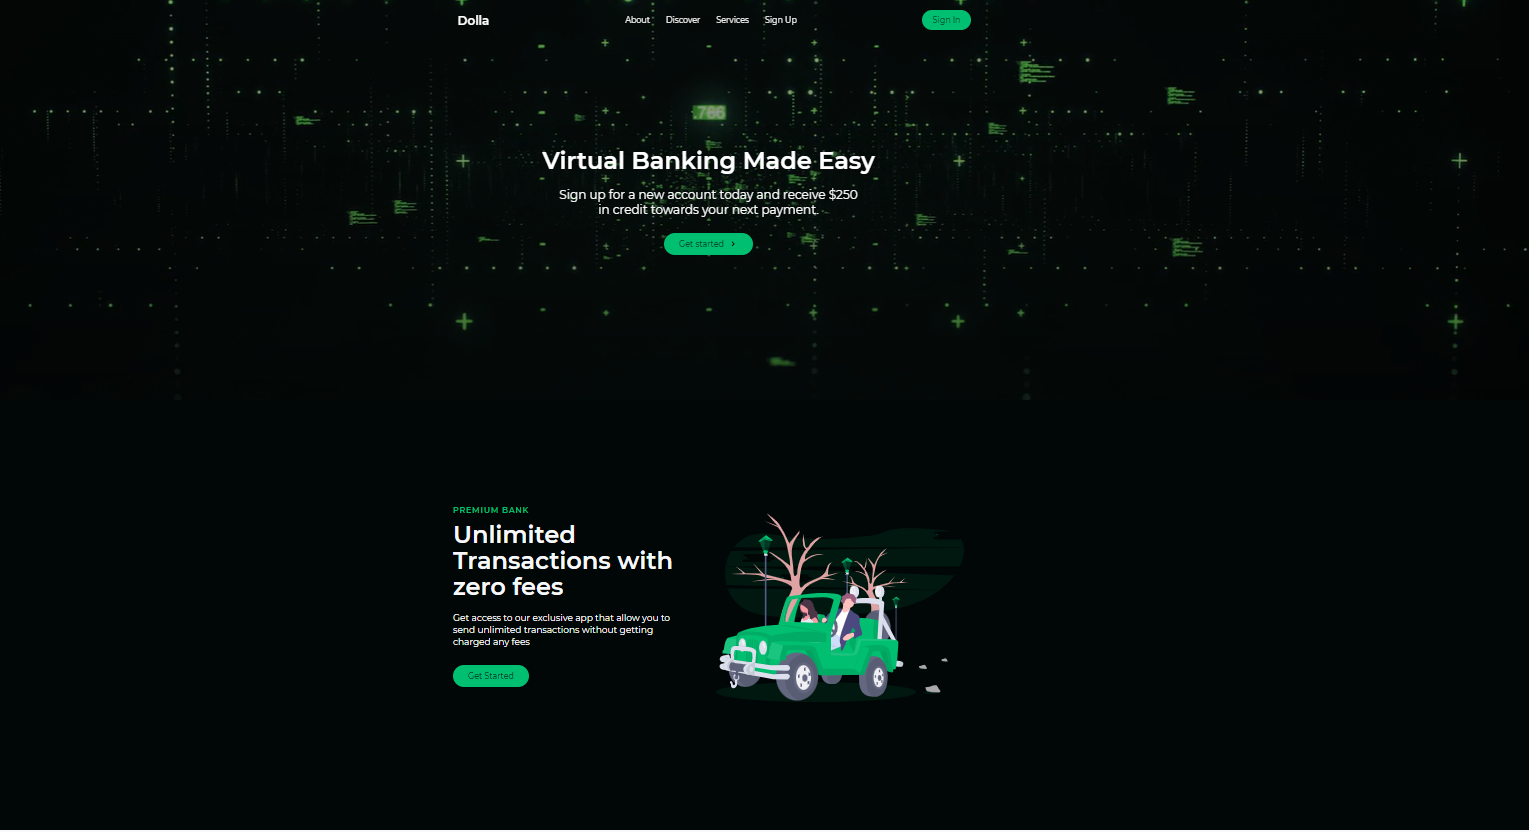 Dolla
About
Discover
Services
Sign Up
Sign In
766
Virtual Banking Made Easy
Sign up for a new account today and receive $250
in credit towards your next payment.
Get started
PREMIUM BANK
Unlimited
Transactions with
zero fees
Get access to our exclusive app that allow you to
send unlimited transactions without getting
charged any fees
Get Started